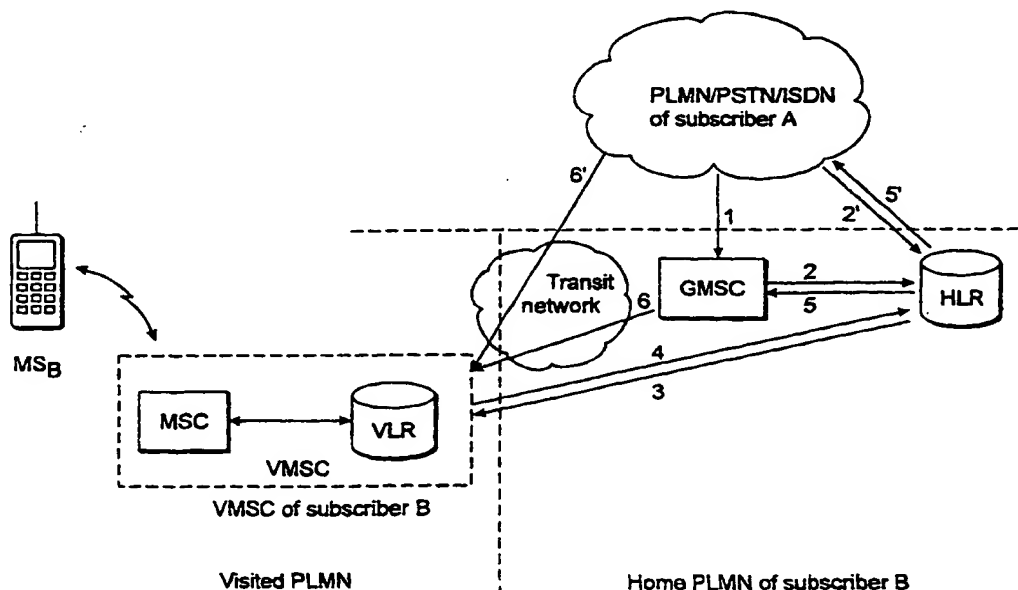 PLMN/PSTN/ISDN
of subscriber A
6'
5'
2'
1
Transit
network
GMSC
2
5
HLR
6
4
3
MSB
MSC
VLR
VMSC
VMSC of subscriber B
Visited PLMN
Home PLMN of subscriber B